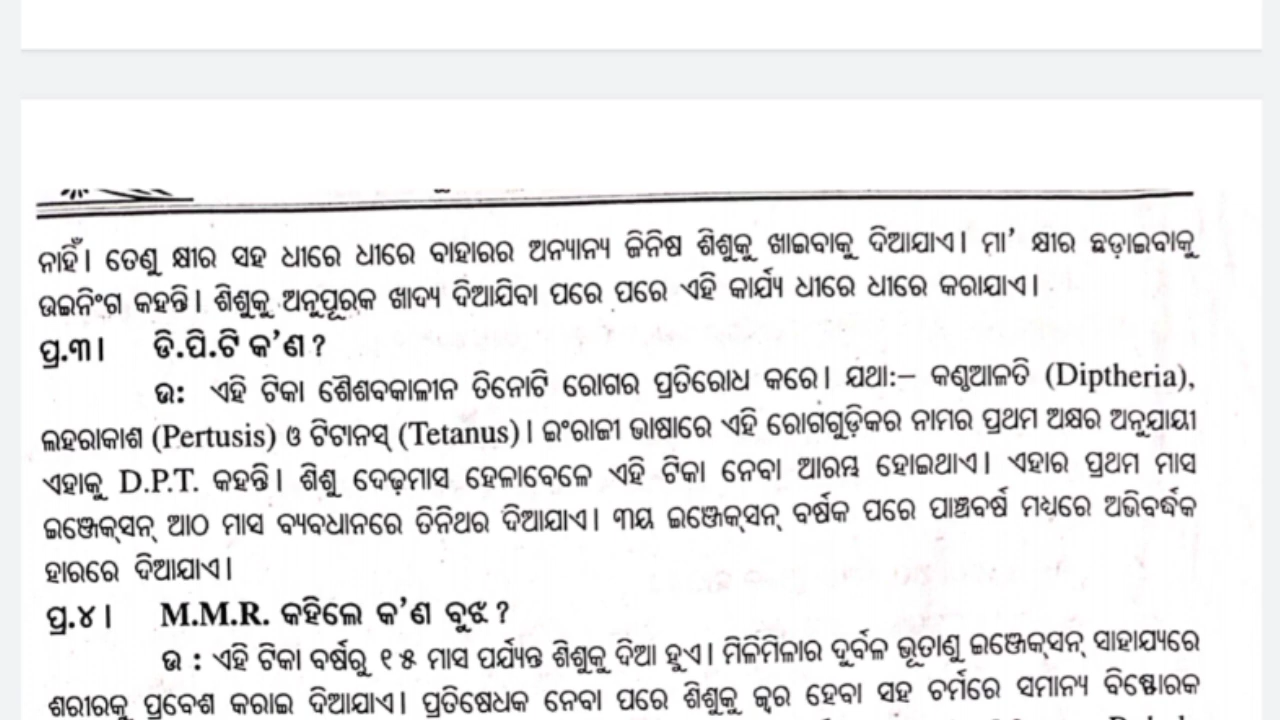 ନାହିଁ। ତେଣୁ କ୍ଷୀର ସହ ଧୀରେ ଧୀରେ ବାହାରର ଅନ୍ୟାନ୍ୟ ଜିନିଷ ଶିଶୁକୁ ଖାଇବାକୁ ଦିଆଯାଏ। ମା’ କ୍ଷୀର ଛଡ଼ାଇବାକୁ
ଉଇନିଂଗ କହନ୍ତି। ଶିଶୁକୁ ଅନୁପୂରକ ଖାଦ୍ୟ ଦିଆଯିବା ପରେ ପରେ ଏହି କାର୍ଯ୍ୟ ଧୀରେ ଧୀରେ କରାଯାଏ।
ପ୍ର.୩। ଡି.ପି.ଟି କ’ଣ ?
ଉ: ଏହି ଟିକା ଶୈଶବକାଳୀନ ତିନୋଟି ରୋଗର ପ୍ରତିରୋଧ କରେ। ଯଥା:– କଣ୍ଠଆଳତି (Diptheria),
ଲହରାକାଶ (Pertusis) ଓ ଟିଟାନସ୍ (Tetanus)। ଇଂରାଜୀ ଭାଷାରେ ଏହି ରୋଗଗୁଡ଼ିକର ନାମର ପ୍ରଥମ ଅକ୍ଷର ଅନୁଯାୟୀ
ଏହାକୁ D.P.T. କହନ୍ତି। ଶିଶୁ ଦେଢ଼ମାସ ହେଳାବେଳେ ଏହି ଟିକା ନେବା ଆରମ୍ଭ ହୋଇଥାଏ। ଏହାର ପ୍ରଥମ ମାସ
ଇଞ୍ଜେକ୍‌ସନ୍ ଆଠ ମାସ ବ୍ୟବଧାନରେ ତିନିଥର ଦିଆଯାଏ। ୩ୟ ଇଞ୍ଜେକ୍‌ସନ୍ ବର୍ଷକ ପରେ ପାଞ୍ଚବର୍ଷ ମଧ୍ୟରେ ଅଭିବର୍ଦ୍ଧକ
ହାରରେ ଦିଆଯାଏ।
ପ୍ର.୪। M.M.R. କହିଲେ କ’ଣ ବୁଝ ?
ଉ : ଏହି ଟିକା ବର୍ଷରୁ ୧୫ ମାସ ପର୍ଯ୍ୟନ୍ତ ଶିଶୁକୁ ଦିଆ ହୁଏ। ମିଳିମିଳାର ଦୁର୍ବଳ ଭୂତାଣୁ ଇଞ୍ଜେକ୍‌ସନ୍ ସାହାଯ୍ୟରେ
ଶରୀରକୁ ପ୍ରବେଶ କରାଇ ଦିଆଯାଏ। ପ୍ରତିଷେଧକ ନେବା ପରେ ଶିଶୁକୁ ଜ୍ୱର ହେବା ସହ ଚର୍ମରେ ସମାନ୍ୟ ବିଷ୍ଫୋରକ